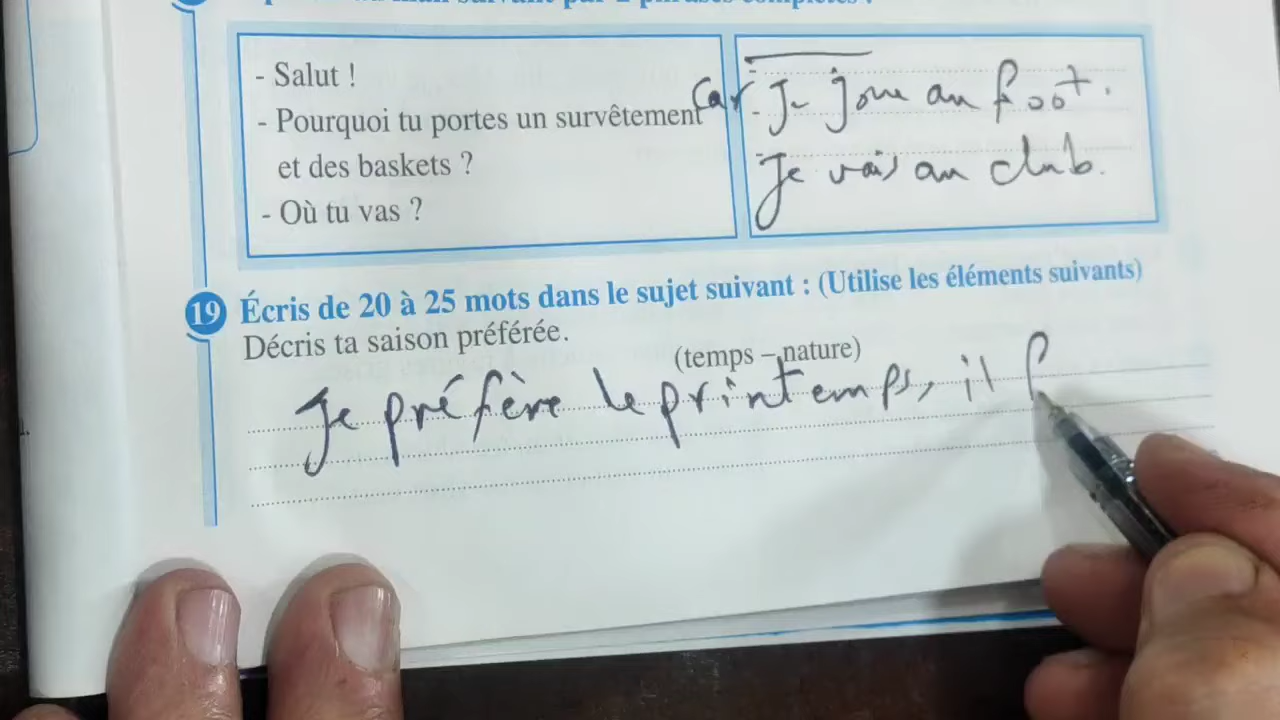 - Salut !
- Pourquoi tu portes un survêtement
et des baskets ?
- Où tu vas ?
Car Je joue au foot.
Je vais au club.
19 Écris de 20 à 25 mots dans le sujet suivant : (Utilise les éléments suivants)
Décris ta saison préférée.
(temps – nature)
Je préfère le printemps, il f